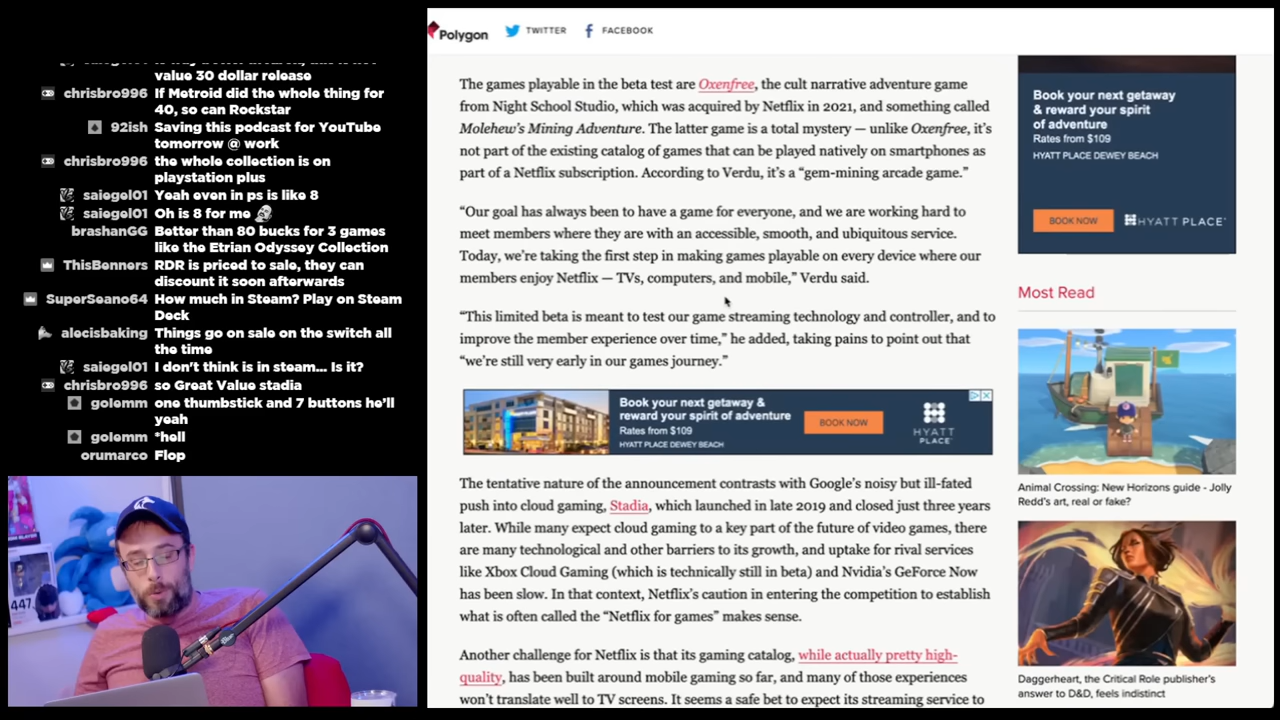 value 30 dollar release
chrisbro996 If Metroid did the whole thing for
40, so can Rockstar
92ish Saving this podcast for YouTube
tomorrow @ work
chrisbro996 the whole collection is on
playstation plus
saiegel01 Yeah even in ps is like 8
saiegel01 Oh is 8 for me
brashanGG Better than 80 bucks for 3 games
like the Etrian Odyssey Collection
ThisBenners RDR is priced to sale, they can
discount it soon afterwards
SuperSeano64 How much in Steam? Play on Steam
Deck
alecisbaking Things go on sale on the switch all
the time
saiegel01 I don't think is in steam... Is it?
chrisbro996 so Great Value stadia
golemm one thumbstick and 7 buttons he'll
yeah
golemm *hell
orumarco Flop
447
Polygon
TWITTER
FACEBOOK
The games playable in the beta test are Oxenfree, the cult narrative adventure game
from Night School Studio, which was acquired by Netflix in 2021, and something called
Molehew's Mining Adventure. The latter game is a total mystery — unlike Oxenfree, it's
not part of the existing catalog of games that can be played natively on smartphones as
part of a Netflix subscription. According to Verdu, it's a “gem-mining arcade game.”
“Our goal has always been to have a game for everyone, and we are working hard to
meet members where they are with an accessible, smooth, and ubiquitous service.
Today, we're taking the first step in making games playable on every device where our
members enjoy Netflix — TVs, computers, and mobile,” Verdu said.
“This limited beta is meant to test our game streaming technology and controller, and to
improve the member experience over time,” he added, taking pains to point out that
“we're still very early in our games journey.”
Book your next getaway &
reward your spirit of adventure
Rates from $109
HYATT PLACE DEWEY BEACH
BOOK NOW
HYATT
PLACE
The tentative nature of the announcement contrasts with Google's noisy but ill-fated
push into cloud gaming, Stadia, which launched in late 2019 and closed just three years
later. While many expect cloud gaming to a key part of the future of video games, there
are many technological and other barriers to its growth, and uptake for rival services
like Xbox Cloud Gaming (which is technically still in beta) and Nvidia's GeForce Now
has been slow. In that context, Netflix's caution in entering the competition to establish
what is often called the “Netflix for games” makes sense.
Another challenge for Netflix is that its gaming catalog, while actually pretty high-
quality, has been built around mobile gaming so far, and many of those experiences
won't translate well to TV screens. It seems a safe bet to expect its streaming service to
Book your next getaway
& reward your spirit
of adventure
Rates from $109
HYATT PLACE DEWEY BEACH
BOOK NOW
HYATT PLACE
Most Read
Animal Crossing: New Horizons guide - Jolly
Redd's art, real or fake?
Daggerheart, the Critical Role publisher's
answer to D&D, feels indistinct